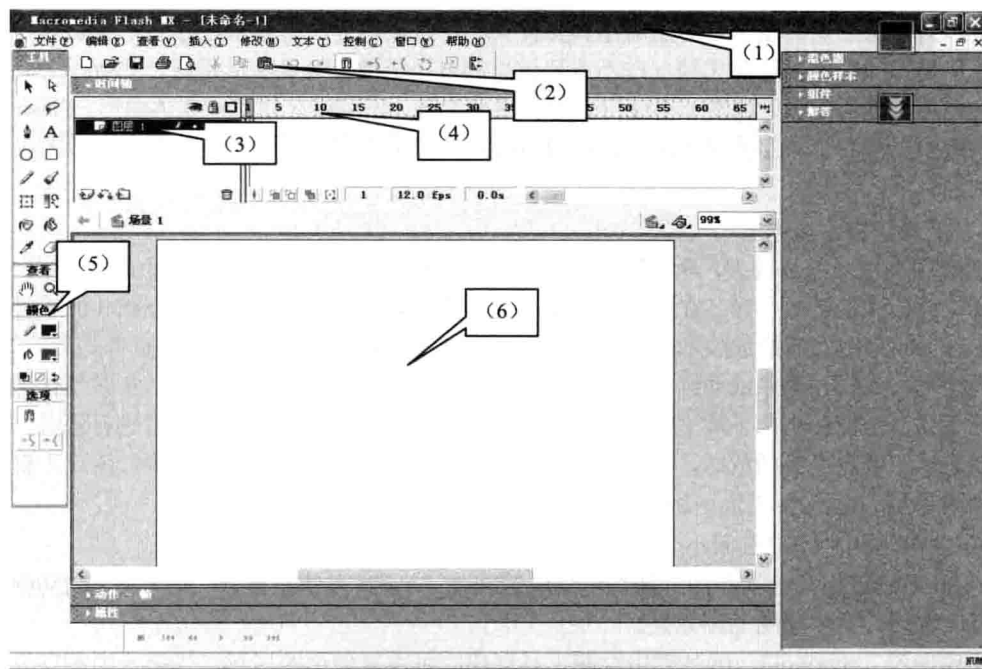 Macromedia Flash MX - [未命名-1]
文件(F) 编辑(E) 查看(V) 插入(I) 修改(M) 文本(T) 控制(C) 窗口(W) 帮助(H)
(1)
工具
混色器
颜色样本
组件
(2)
时间轴
1 5 10 15 20 25 30 50 55 60 65
(4)
图层 1
(3)
1 12.0 fps 0.0s
场景 1
99%
(5)
查看
(6)
颜色
选项
动作 - 帧
属性